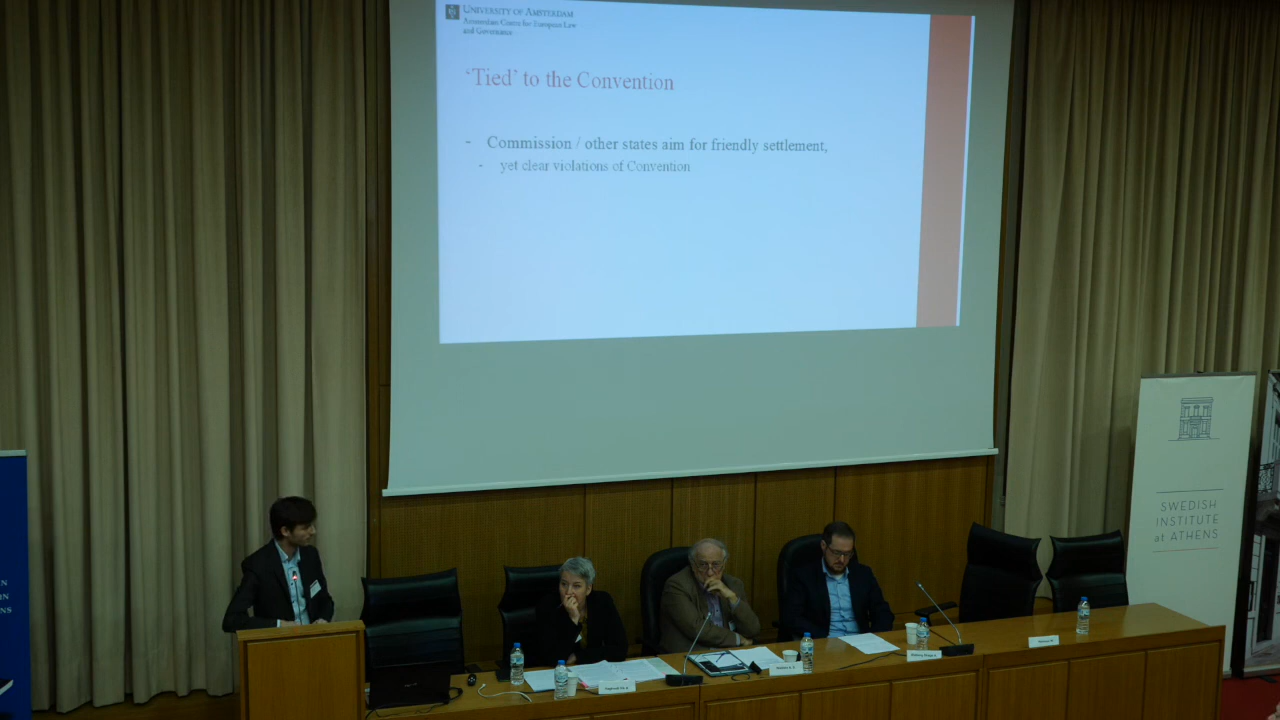 UNIVERSITY OF AMSTERDAM
Amsterdam Centre for European Law
and Governance
'Tied' to the Convention
- Commission / other states aim for friendly settlement,
- yet clear violations of Convention
SWEDISH
INSTITUTE
at ATHENS